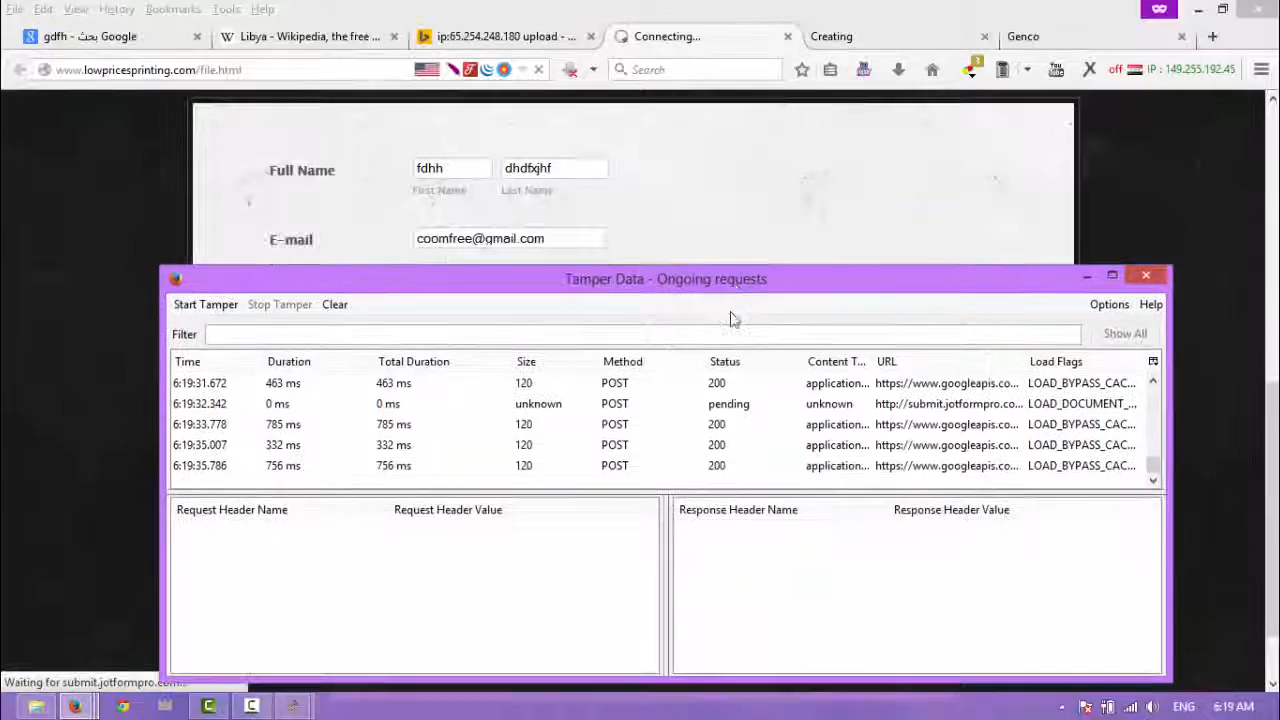 File Edit View History Bookmarks Tools Help
gdfh - بحث Google
Libya - Wikipedia, the free ...
ip:65.254.248.180 upload - ...
Connecting...
Creating
Genco
www.lowpricesprinting.com/file.html
Search
3
off
IP : 149.255.192.45
Full Name
fdhh
dhdfxjhf
First Name
Last Name
E-mail
coomfree@gmail.com
Tamper Data - Ongoing requests
Start Tamper Stop Tamper Clear Options Help
Filter Show All
Time Duration Total Duration Size Method Status Content T... URL Load Flags
6:19:31.672 463 ms 463 ms 120 POST 200 application... https://www.googleapis.co... LOAD_BYPASS_CAC...
6:19:32.342 0 ms 0 ms unknown POST pending unknown http://submit.jotformpro.co... LOAD_DOCUMENT_...
6:19:33.778 785 ms 785 ms 120 POST 200 application... https://www.googleapis.co... LOAD_BYPASS_CAC...
6:19:35.007 332 ms 332 ms 120 POST 200 application... https://www.googleapis.co... LOAD_BYPASS_CAC...
6:19:35.786 756 ms 756 ms 120 POST 200 application... https://www.googleapis.co... LOAD_BYPASS_CAC...
Request Header Name Request Header Value Response Header Name Response Header Value
Waiting for submit.jotformpro.com...
ENG 6:19 AM